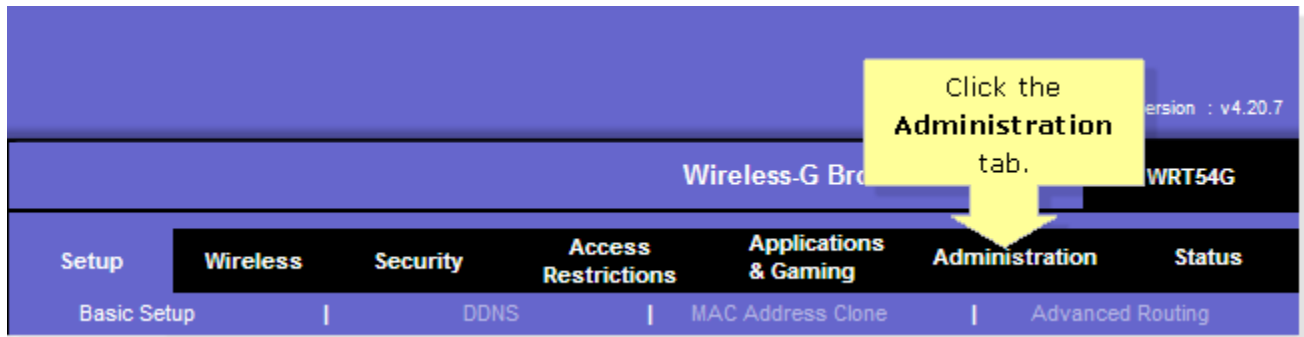 Click the
Administration
tab.
ersion : v4.20.7
Wireless-G Bro
WRT54G
Setup Wireless Security Access Restrictions Applications & Gaming Administration Status
Basic Setup | DDNS | MAC Address Clone | Advanced Routing